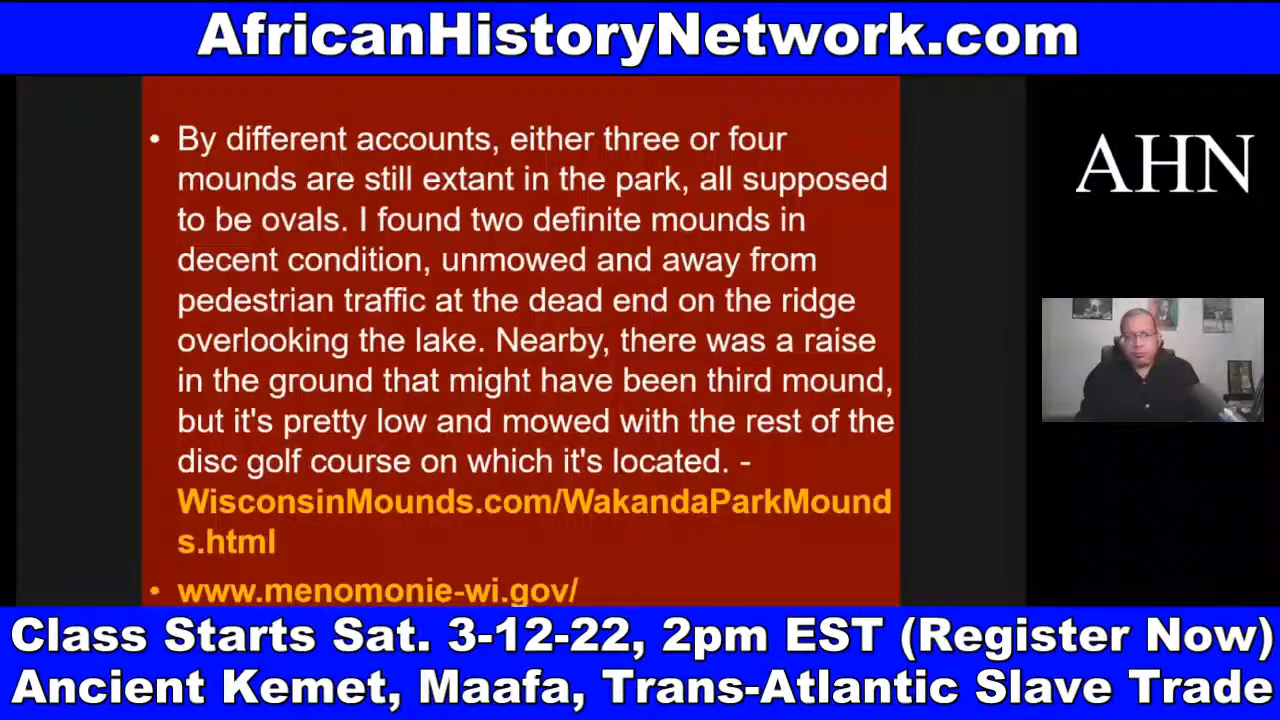 AfricanHistoryNetwork.com
AHN
• By different accounts, either three or four
mounds are still extant in the park, all supposed
to be ovals. I found two definite mounds in
decent condition, unmowed and away from
pedestrian traffic at the dead end on the ridge
overlooking the lake. Nearby, there was a raise
in the ground that might have been third mound,
but it's pretty low and mowed with the rest of the
disc golf course on which it's located. -
WisconsinMounds.com/WakandaParkMound
s.html
• www.menomonie-wi.gov/
Class Starts Sat. 3-12-22, 2pm EST (Register Now)
Ancient Kemet, Maafa, Trans-Atlantic Slave Trade